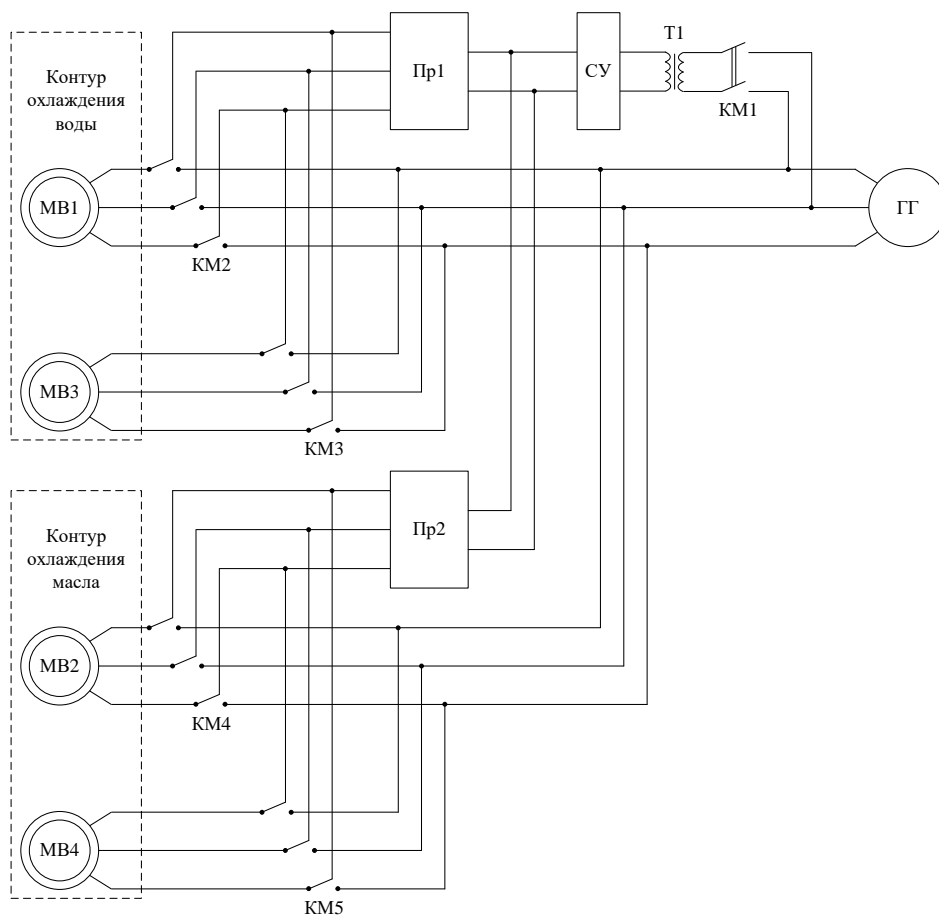 Контур
охлаждения
воды
Пр1
СУ
Т1
КМ1
МВ1
ГГ
КМ2
МВ3
КМ3
Контур
охлаждения
масла
Пр2
МВ2
КМ4
МВ4
КМ5